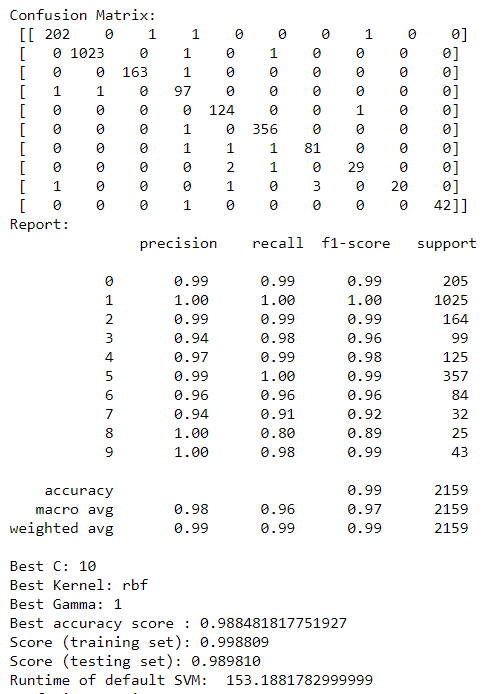 Confusion Matrix:
[[ 202 0 1 1 0 0 0 1 0 0]
[ 0 1023 0 1 0 1 0 0 0 0]
[ 0 0 163 1 0 0 0 0 0 0]
[ 1 1 0 97 0 0 0 0 0 0]
[ 0 0 0 0 124 0 0 1 0 0]
[ 0 0 0 1 0 356 0 0 0 0]
[ 0 0 0 1 1 1 81 0 0 0]
[ 0 0 0 0 2 1 0 29 0 0]
[ 1 0 0 0 1 0 3 0 20 0]
[ 0 0 0 1 0 0 0 0 0 42]]
Report:
precision recall f1-score support
0 0.99 0.99 0.99 205
1 1.00 1.00 1.00 1025
2 0.99 0.99 0.99 164
3 0.94 0.98 0.96 99
4 0.97 0.99 0.98 125
5 0.99 1.00 0.99 357
6 0.96 0.96 0.96 84
7 0.94 0.91 0.92 32
8 1.00 0.80 0.89 25
9 1.00 0.98 0.99 43
accuracy 0.99 2159
macro avg 0.98 0.96 0.97 2159
weighted avg 0.99 0.99 0.99 2159
Best C: 10
Best Kernel: rbf
Best Gamma: 1
Best accuracy score : 0.988481817751927
Score (training set): 0.998809
Score (testing set): 0.989810
Runtime of default SVM: 153.1881782999999